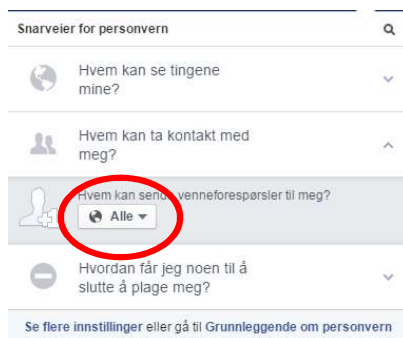 Snarveier for personvern
Hvem kan se tingene
mine?
Hvem kan ta kontakt med
meg?
Hvem kan sende venneforespørsler til meg?
Alle
Hvordan får jeg noen til å
slutte å plage meg?
Se flere innstillinger eller gå til Grunnleggende om personvern